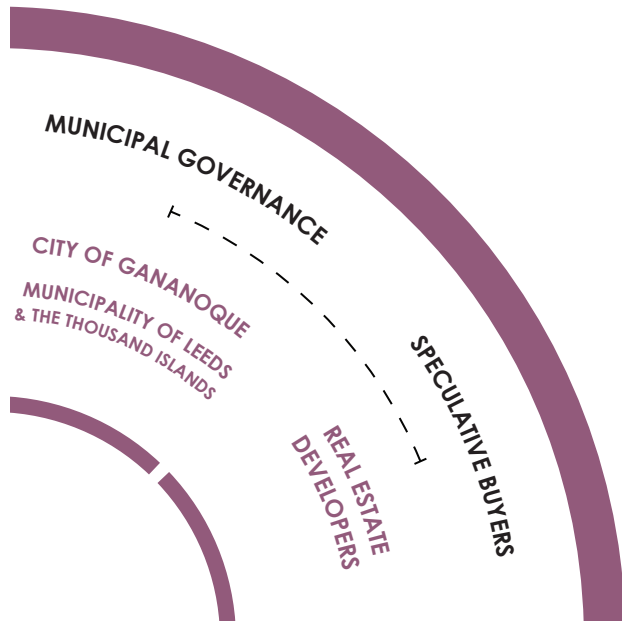 MUNICIPAL GOVERNANCE
CITY OF GANANOQUE
MUNICIPALITY OF LEEDS
& THE THOUSAND ISLANDS
SPECULATIVE BUYERS
REAL ESTATE
DEVELOPERS